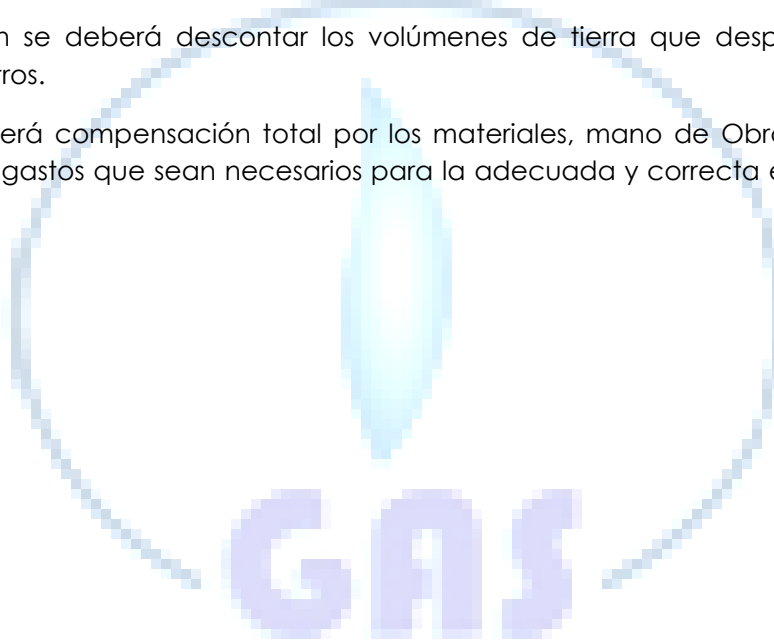 n se deberá descontar los volúmenes de tierra que desp
ros.
erá compensación total por los materiales, mano de Obr
gastos que sean necesarios para la adecuada y correcta e
GAS